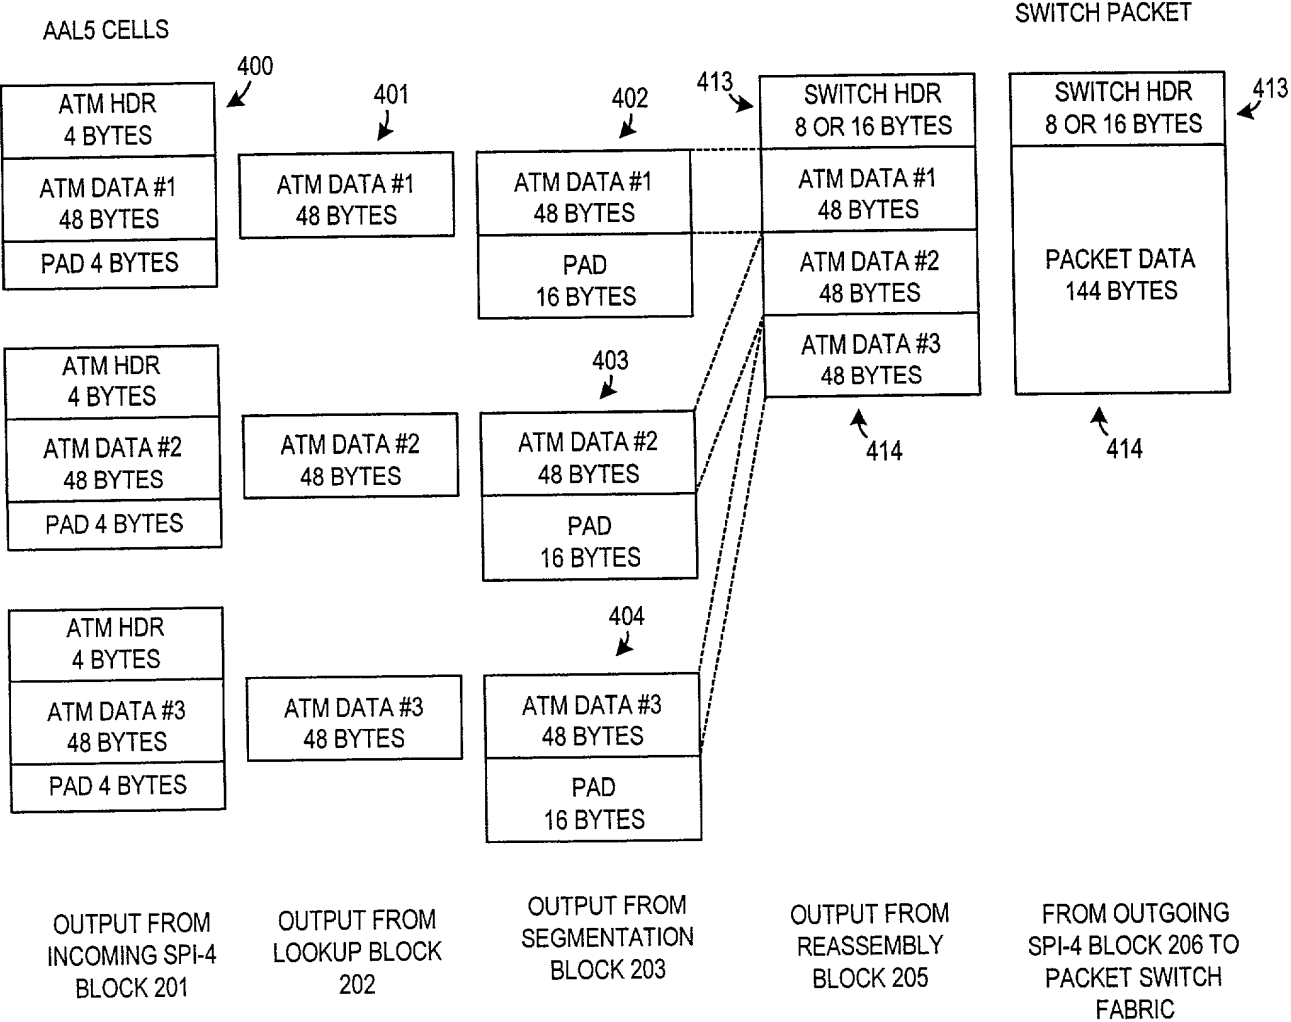 AAL5 CELLS
SWITCH PACKET
400
ATM HDR
4 BYTES
ATM DATA #1
48 BYTES
PAD 4 BYTES
401
ATM DATA #1
48 BYTES
402
ATM DATA #1
48 BYTES
PAD
16 BYTES
413
SWITCH HDR
8 OR 16 BYTES
ATM DATA #1
48 BYTES
ATM DATA #2
48 BYTES
ATM DATA #3
48 BYTES
414
413
SWITCH HDR
8 OR 16 BYTES
PACKET DATA
144 BYTES
414
ATM HDR
4 BYTES
ATM DATA #2
48 BYTES
PAD 4 BYTES
ATM DATA #2
48 BYTES
403
ATM DATA #2
48 BYTES
PAD
16 BYTES
ATM HDR
4 BYTES
ATM DATA #3
48 BYTES
PAD 4 BYTES
ATM DATA #3
48 BYTES
404
ATM DATA #3
48 BYTES
PAD
16 BYTES
OUTPUT FROM
INCOMING SPI-4
BLOCK 201
OUTPUT FROM
LOOKUP BLOCK
202
OUTPUT FROM
SEGMENTATION
BLOCK 203
OUTPUT FROM
REASSEMBLY
BLOCK 205
FROM OUTGOING
SPI-4 BLOCK 206 TO
PACKET SWITCH
FABRIC